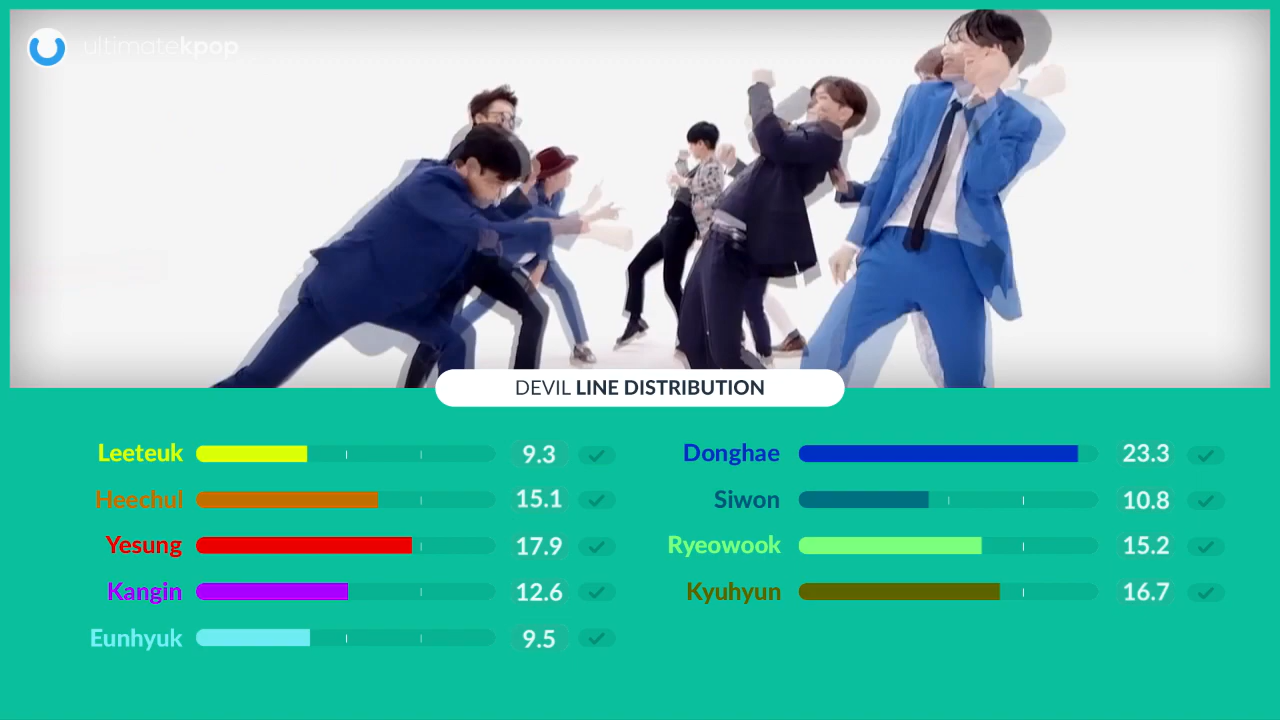 ultimatekpop
DEVIL LINE DISTRIBUTION
Leeteuk 9.3
Heechul 15.1
Yesung 17.9
Kangin 12.6
Eunhyuk 9.5
Donghae 23.3
Siwon 10.8
Ryeowook 15.2
Kyuhyun 16.7